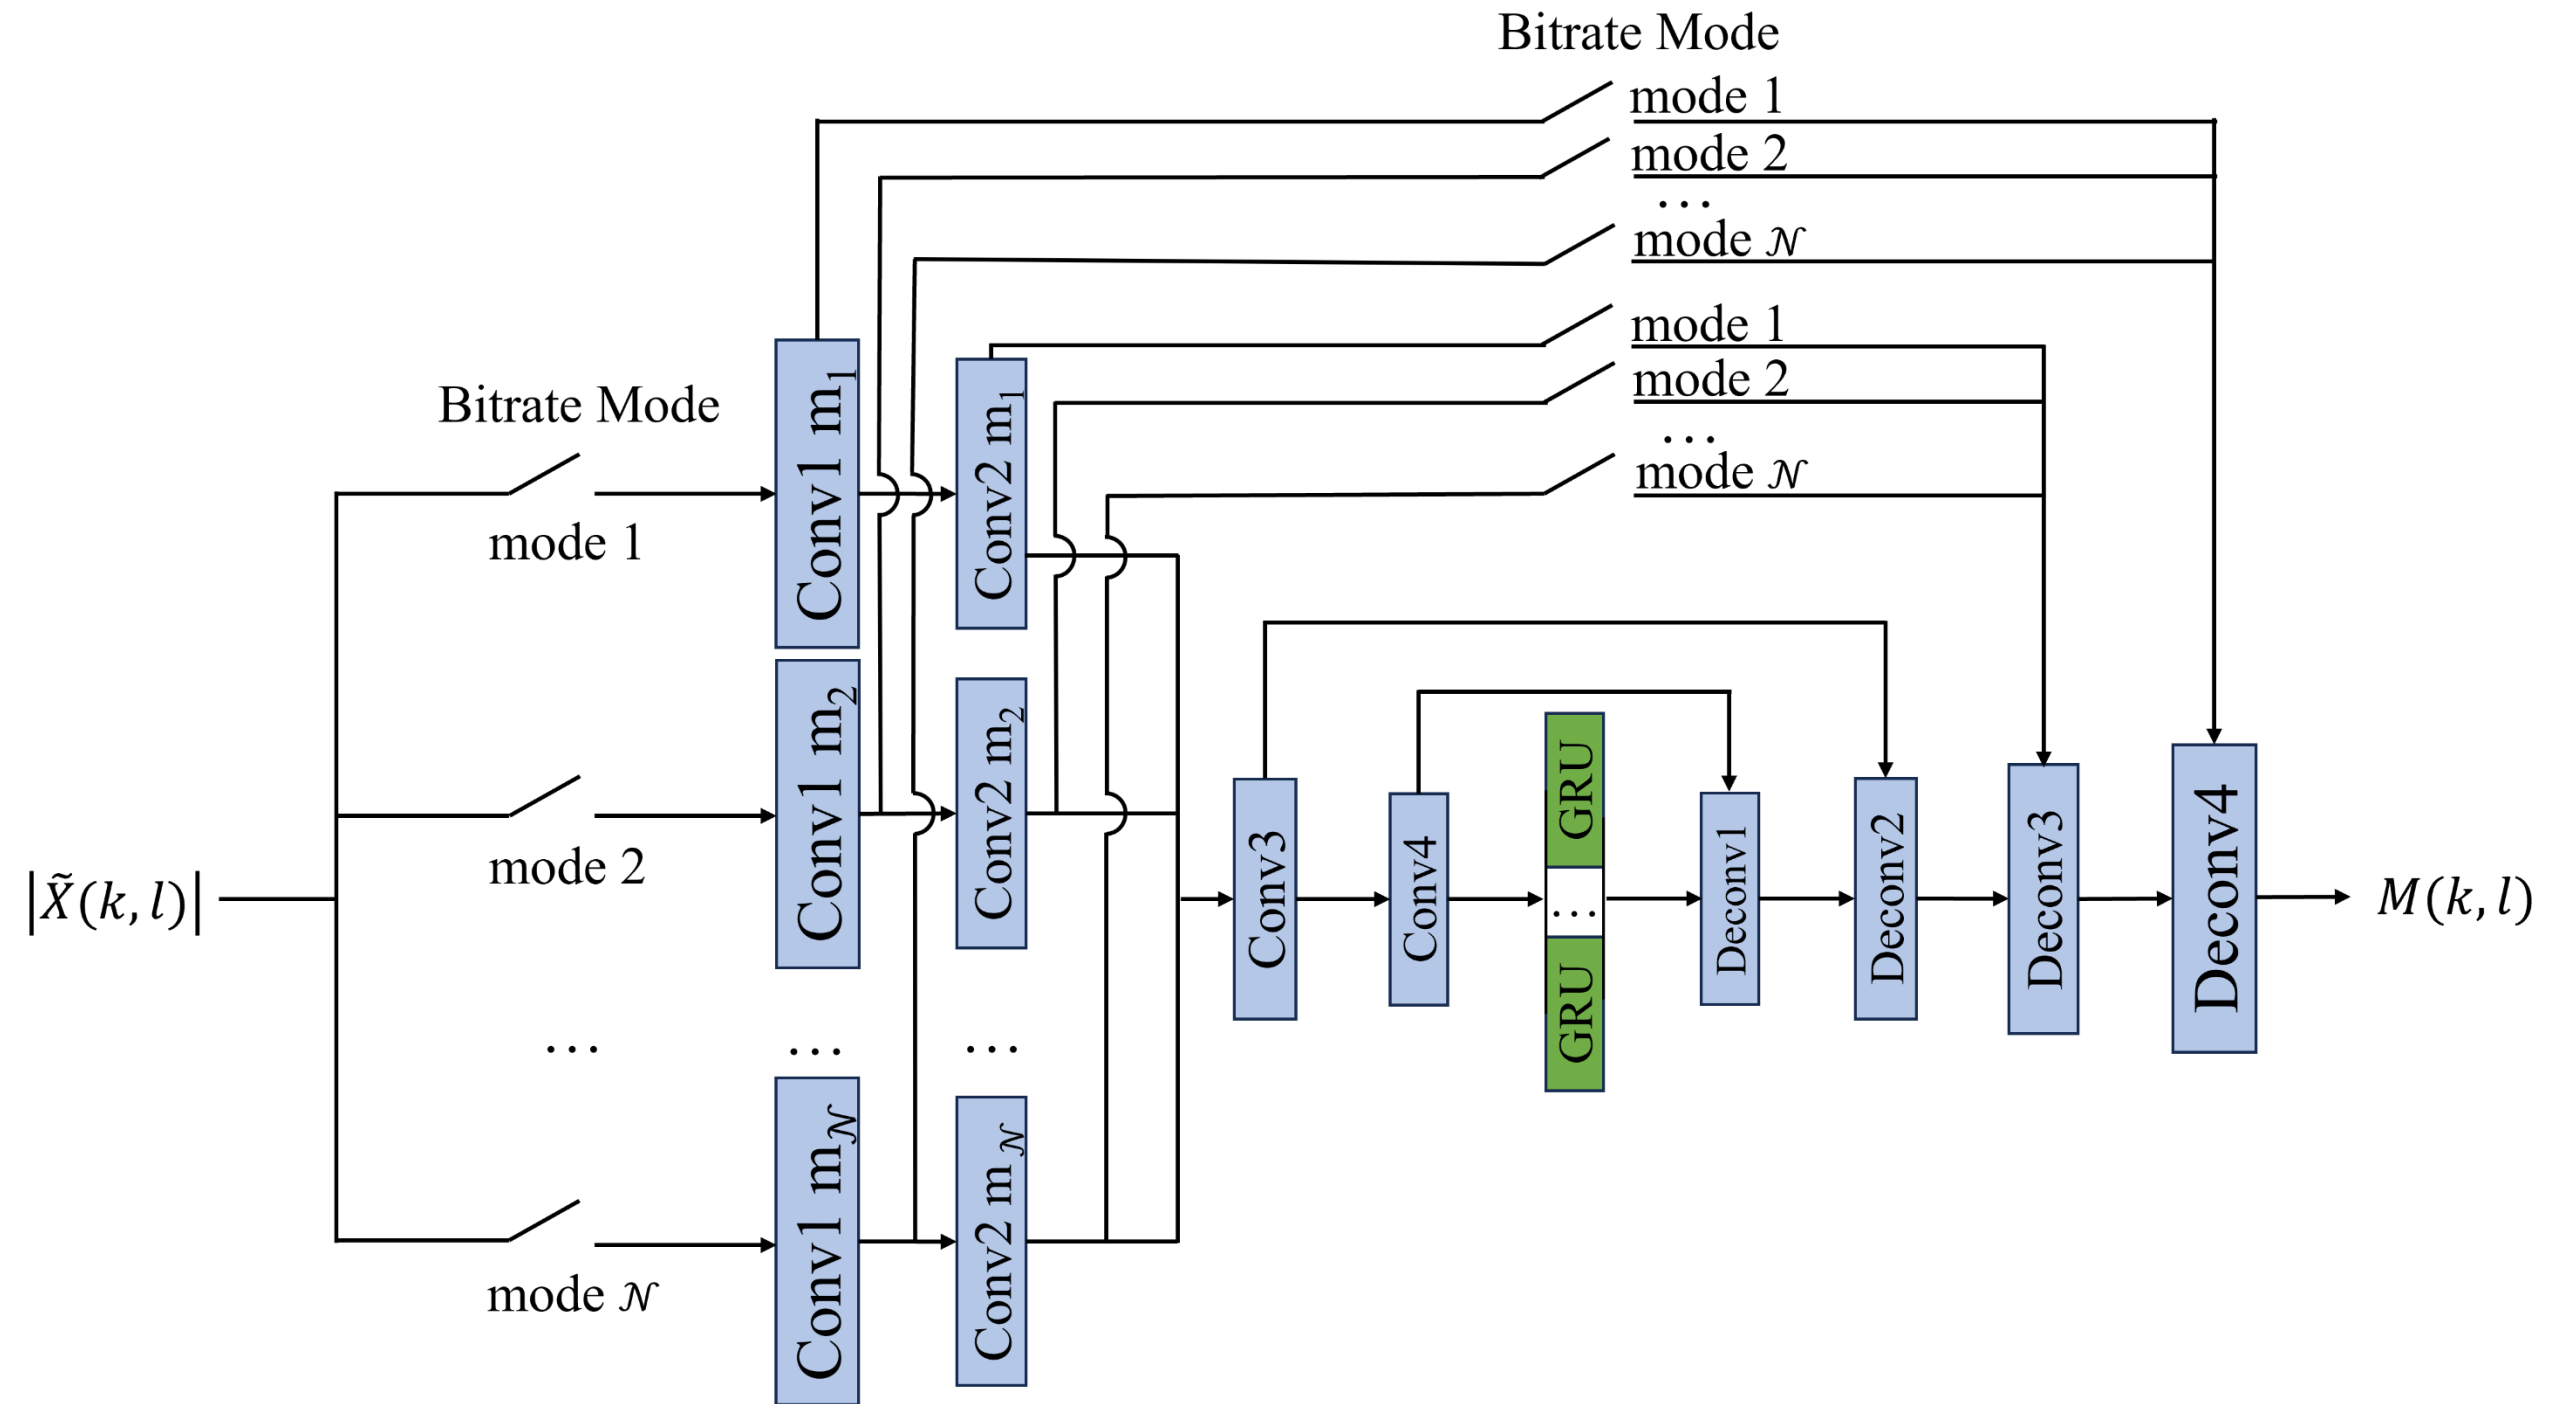 Bitrate Mode
mode 1
mode 2
...
mode 𝒩
mode 1
mode 2
...
mode 𝒩
Bitrate Mode
mode 1
mode 2
...
mode 𝒩
|X̃(k, l)|
Conv1 m₁
Conv2 m₁
Conv1 m₂
Conv2 m₂
...
...
Conv1 m𝒩
Conv2 m𝒩
Conv3
Conv4
GRU
...
GRU
Deconv1
Deconv2
Deconv3
Deconv4
M(k, l)